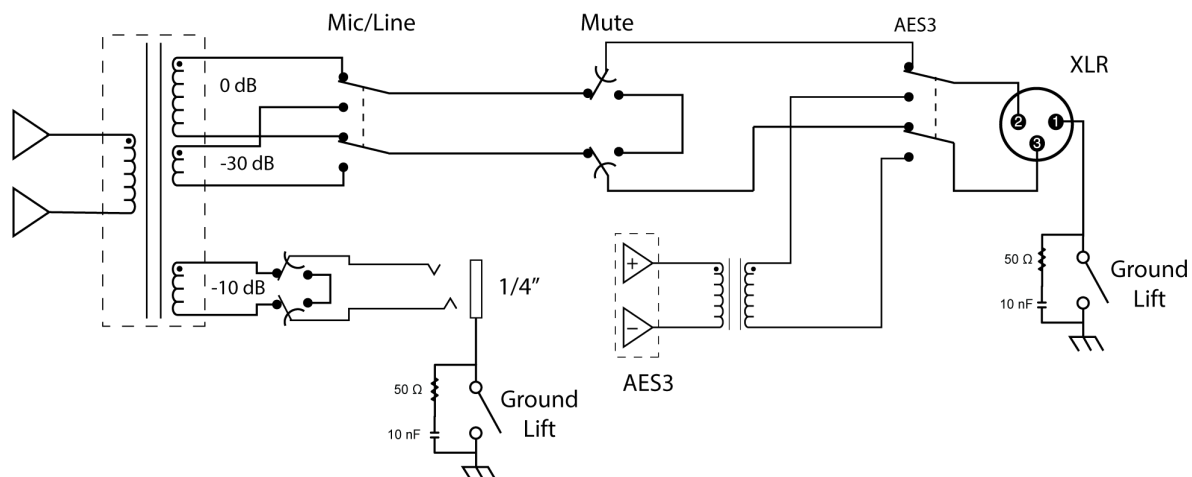 Mic/Line
Mute
AES3
XLR
0 dB
-30 dB
2
1
3
-10 dB
1/4”
+
−
AES3
50 Ω
10 nF
Ground
Lift
50 Ω
10 nF
Ground
Lift